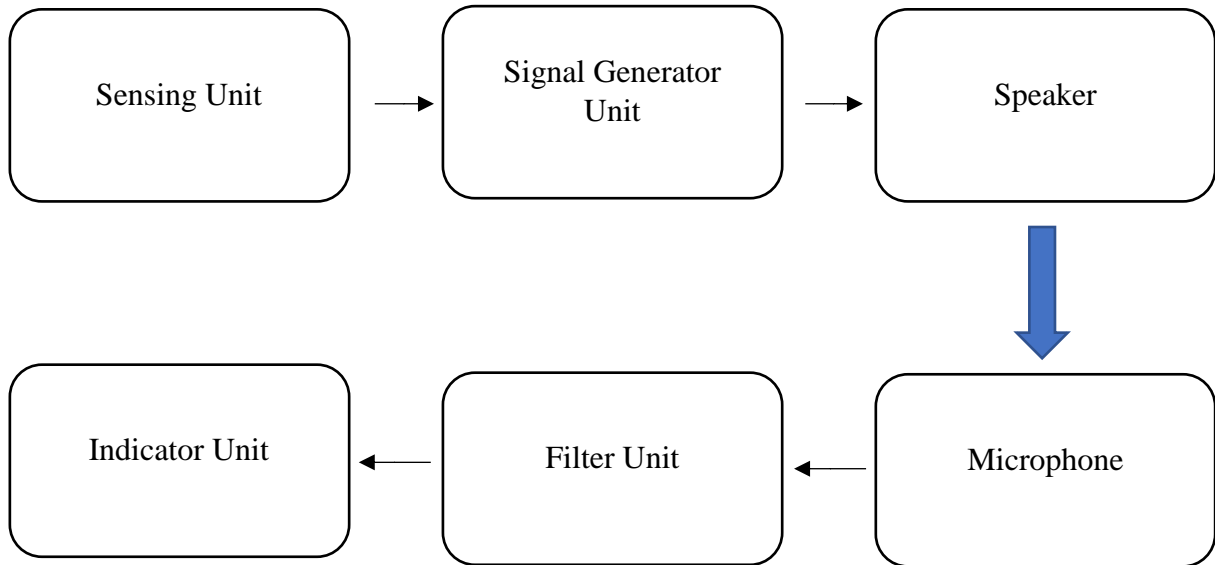 Sensing Unit
Signal Generator
Unit
Speaker
Indicator Unit
Filter Unit
Microphone